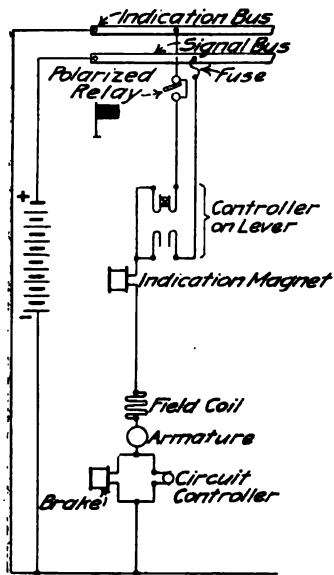 Indication Bus
Signal Bus
Polarized
Relay
Fuse
+
Controller
on Lever
-
Indication Magnet
Field Coil
Armature
Brake
Circuit
Controller